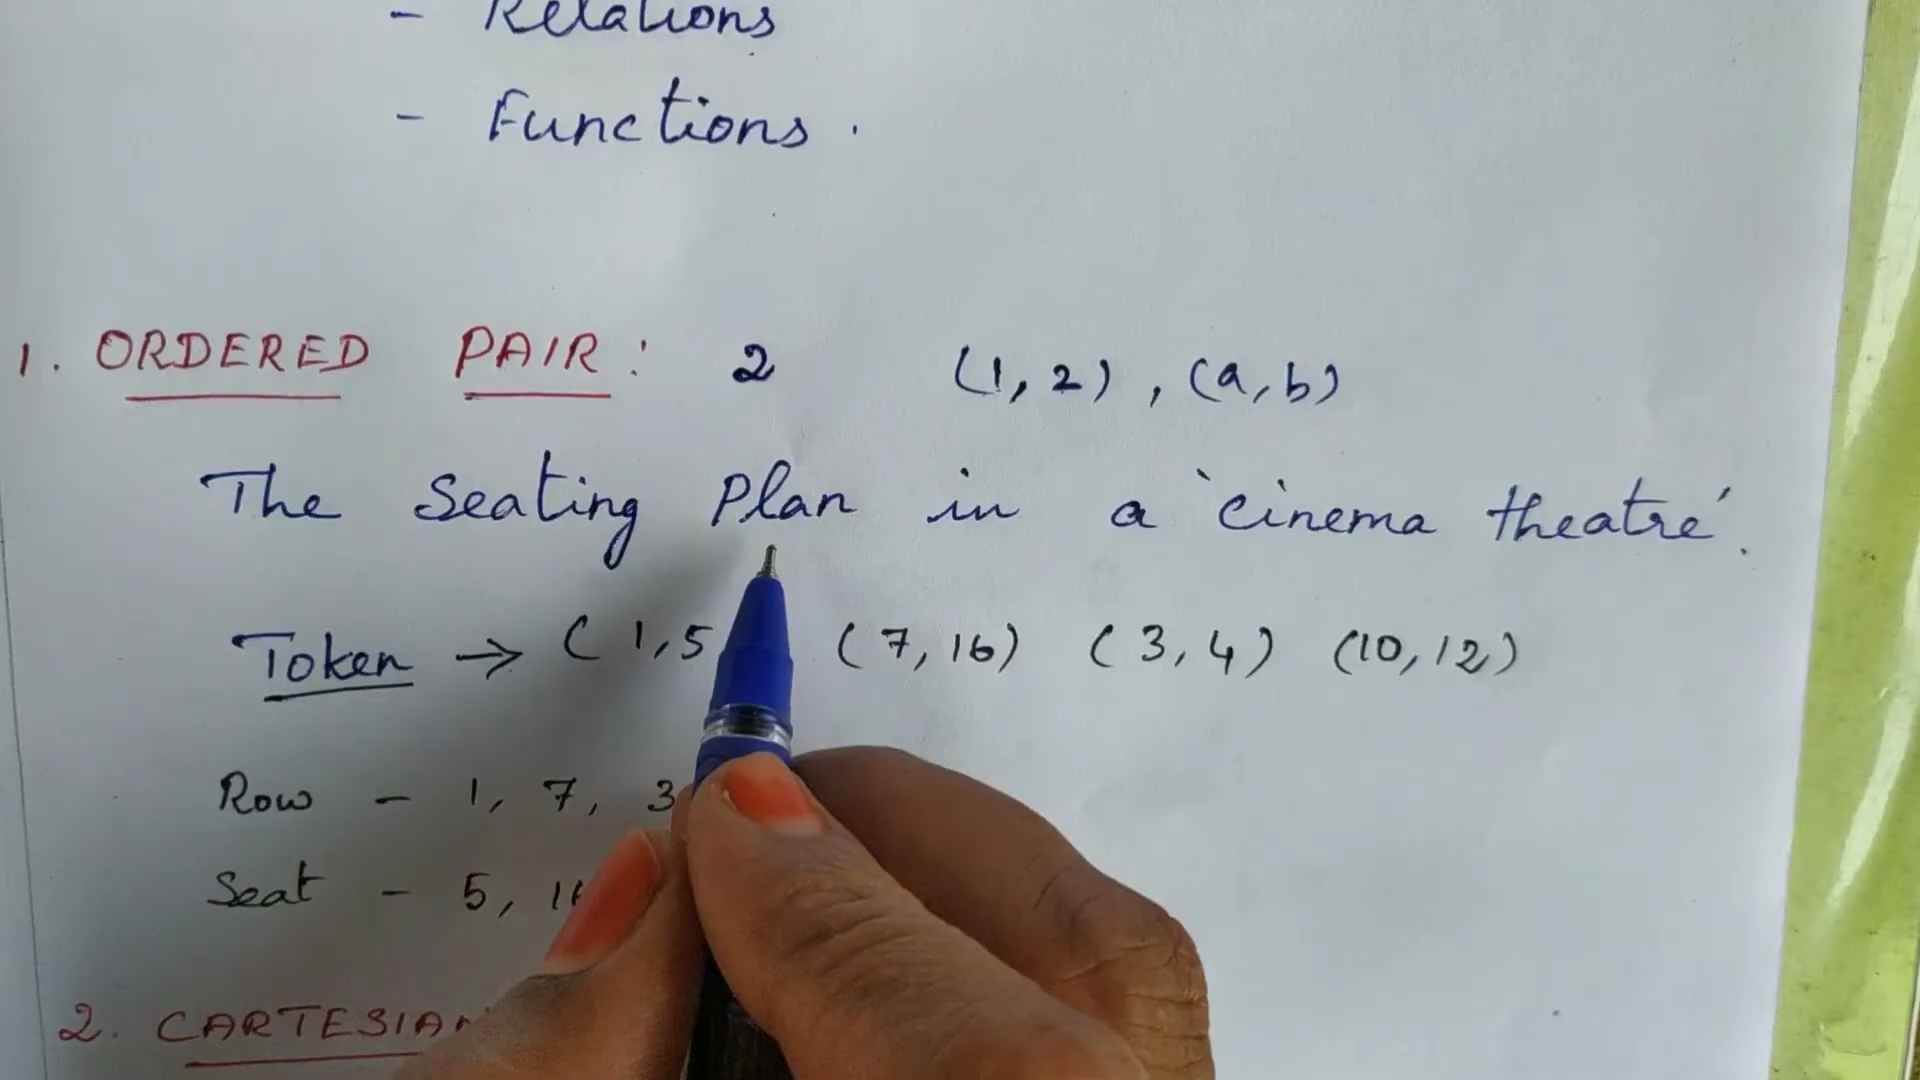 - Relations
- Functions .
1. ORDERED PAIR : 2 (1, 2) , (a, b)
The Seating Plan in a 'cinema theatre'.
Token → ( 1, 5 (7, 16) (3, 4) (10, 12)
Row - 1, 7, 3
Seat - 5,
2. CARTESIAN